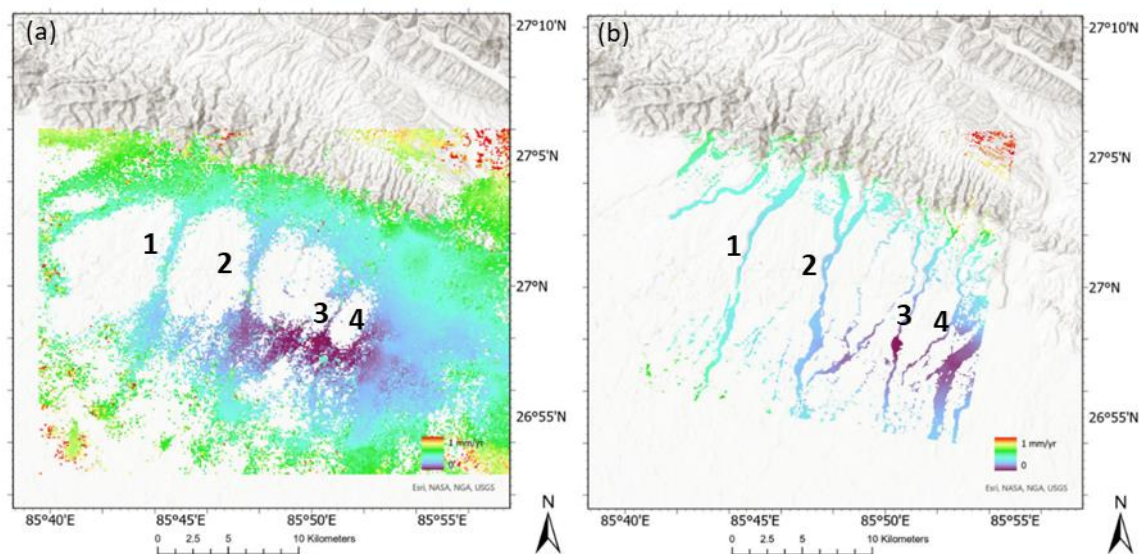 (a)
27°10'N
27°5'N
27°N
26°55'N
1
2
3
4
1 mm/yr
0
Esri, NASA, NGA, USGS
85°40'E 85°45'E 85°50'E 85°55'E
N
0 2.5 5 10 Kilometers
(b)
27°10'N
27°5'N
27°N
26°55'N
1
2
3
4
1 mm/yr
0
Esri, NASA, NGA, USGS
85°40'E 85°45'E 85°50'E 85°55'E
N
0 2.5 5 10 Kilometers